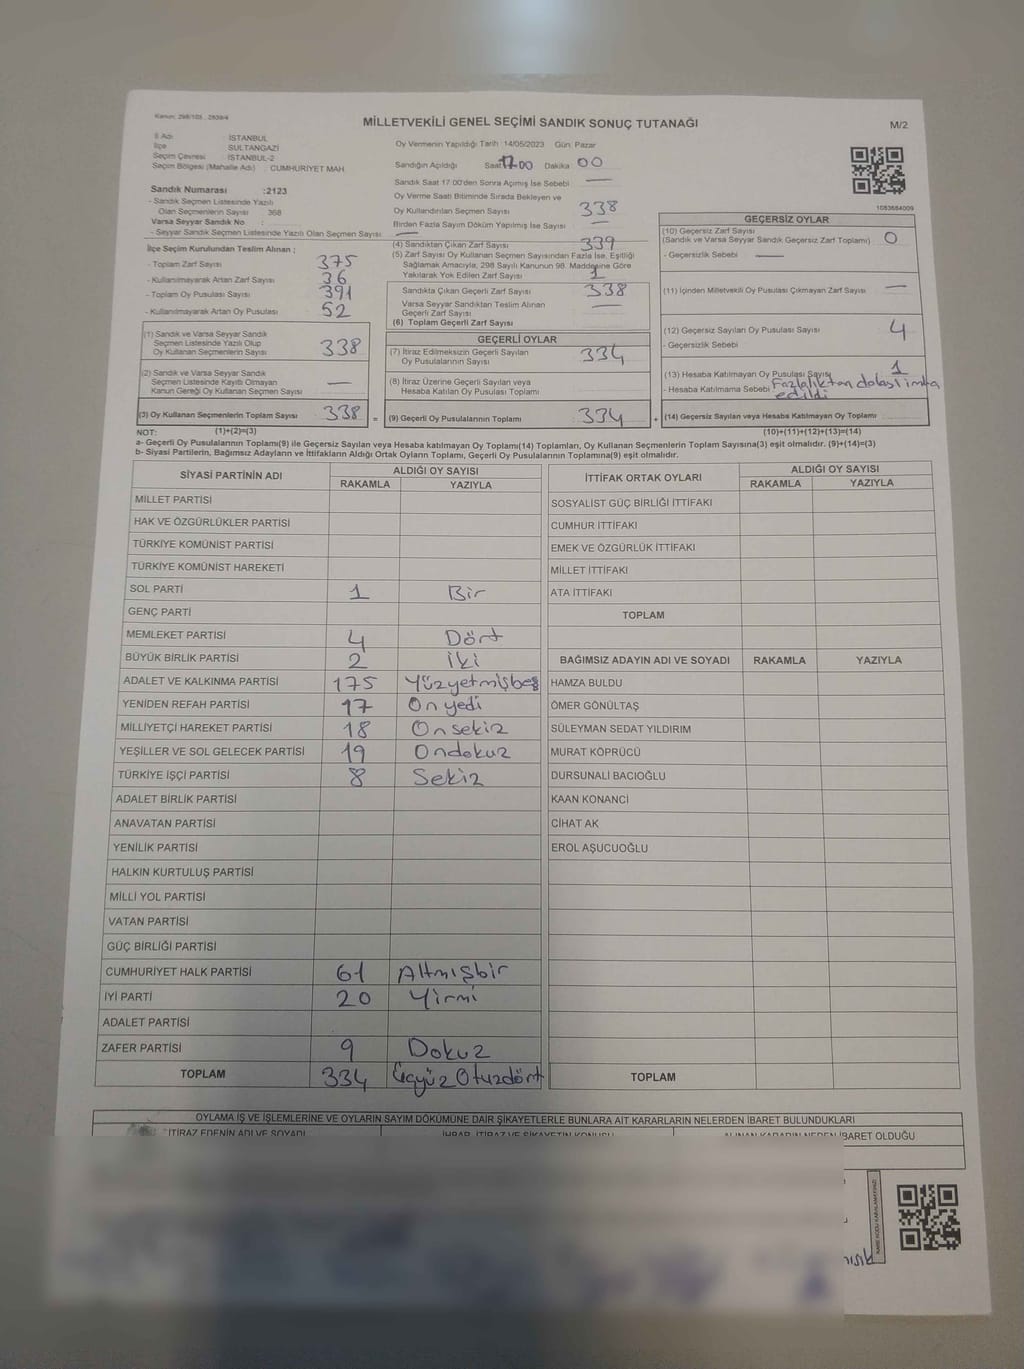 Kanun: 298/105 , 2839/4
MİLLETVEKİLİ GENEL SEÇİMİ SANDIK SONUÇ TUTANAĞI
M/2
İl Adı : İSTANBUL
İlçe : SULTANGAZİ
Seçim Çevresi : İSTANBUL-2
Seçim Bölgesi (Mahalle Adı) : CUMHURİYET MAH.
Oy Vermenin Yapıldığı Tarih : 14/05/2023 Gün: Pazar
Sandığın Açıldığı Saat 17:00 Dakika 00
Sandık Saat 17.00'den Sonra Açılmış İse Sebebi —
Sandık Numarası :2123
- Sandık Seçmen Listesinde Yazılı
Olan Seçmenlerin Sayısı 368
Varsa Seyyar Sandık No :
- Seyyar Sandık Seçmen Listesinde Yazılı Olan Seçmen Sayısı —
Oy Verme Saati Bitiminde Sırada Bekleyen ve
Oy Kullandırılan Seçmen Sayısı 338
Birden Fazla Sayım Döküm Yapılmış İse Sayısı —
1083684009
İlçe Seçim Kurulundan Teslim Alınan ;
- Toplam Zarf Sayısı 375
- Kullanılmayarak Artan Zarf Sayısı 36
- Toplam Oy Pusulası Sayısı 391
- Kullanılmayarak Artan Oy Pusulası 52
(4) Sandıktan Çıkan Zarf Sayısı 339
(5) Zarf Sayısı Oy Kullanan Seçmen Sayısından Fazla İse, Eşitliği
Sağlamak Amacıyla, 298 Sayılı Kanunun 98. Maddesine Göre
Yakılarak Yok Edilen Zarf Sayısı 1
Sandıkta Çıkan Geçerli Zarf Sayısı 338
Varsa Seyyar Sandıktan Teslim Alınan
Geçerli Zarf Sayısı —
(6) Toplam Geçerli Zarf Sayısı
GEÇERSİZ OYLAR
(10) Geçersiz Zarf Sayısı
(Sandık ve Varsa Seyyar Sandık Geçersiz Zarf Toplamı) 0
- Geçersizlik Sebebi —
(11) İçinden Milletvekili Oy Pusulası Çıkmayan Zarf Sayısı —
(12) Geçersiz Sayılan Oy Pusulası Sayısı 4
- Geçersizlik Sebebi
(13) Hesaba Katılmayan Oy Pusulası Sayısı 1
- Hesaba Katılmama Sebebi Fazlalıktan dolayı imha
edildi
(1) Sandık ve Varsa Seyyar Sandık
Seçmen Listesinde Yazılı Olup
Oy Kullanan Seçmenlerin Sayısı 338
(2) Sandık ve Varsa Seyyar Sandık
Seçmen Listesinde Kayıtlı Olmayan
Kanun Gereği Oy Kullanan Seçmen Sayısı —
GEÇERLİ OYLAR
(7) İtiraz Edilmeksizin Geçerli Sayılan
Oy Pusulalarının Sayısı 334
(8) İtiraz Üzerine Geçerli Sayılan veya
Hesaba Katılan Oy Pusulası Toplamı
(3) Oy Kullanan Seçmenlerin Toplam Sayısı 338 = (9) Geçerli Oy Pusulalarının Toplamı 334 + (14) Geçersiz Sayılan veya Hesaba Katılmayan Oy Toplamı
NOT: (1)+(2)=(3) (10)+(11)+(12)+(13)=(14)
a- Geçerli Oy Pusulalarının Toplamı(9) ile Geçersiz Sayılan veya Hesaba katılmayan Oy Toplamı(14) Toplamları, Oy Kullanan Seçmenlerin Toplam Sayısına(3) eşit olmalıdır. (9)+(14)=(3)
b- Siyasi Partilerin, Bağımsız Adayların ve İttifakların Aldığı Ortak Oyların Toplamı, Geçerli Oy Pusulalarının Toplamına(9) eşit olmalıdır.
SİYASİ PARTİNİN ADI ALDIĞI OY SAYISI
RAKAMLA YAZIYLA
MİLLET PARTİSİ
HAK VE ÖZGÜRLÜKLER PARTİSİ
TÜRKİYE KOMÜNİST PARTİSİ
TÜRKİYE KOMÜNİST HAREKETİ
SOL PARTİ 1 Bir
GENÇ PARTİ
MEMLEKET PARTİSİ 4 Dört
BÜYÜK BİRLİK PARTİSİ 2 İki
ADALET VE KALKINMA PARTİSİ 175 Yüzyetmişbeş
YENİDEN REFAH PARTİSİ 17 Onyedi
MİLLİYETÇİ HAREKET PARTİSİ 18 Onsekiz
YEŞİLLER VE SOL GELECEK PARTİSİ 19 Ondokuz
TÜRKİYE İŞÇİ PARTİSİ 8 Sekiz
ADALET BİRLİK PARTİSİ
ANAVATAN PARTİSİ
YENİLİK PARTİSİ
HALKIN KURTULUŞ PARTİSİ
MİLLİ YOL PARTİSİ
VATAN PARTİSİ
GÜÇ BİRLİĞİ PARTİSİ
CUMHURİYET HALK PARTİSİ 61 Altmışbir
İYİ PARTİ 20 Yirmi
ADALET PARTİSİ
ZAFER PARTİSİ 9 Dokuz
TOPLAM 334 Üçyüz Otuzdört
İTTİFAK ORTAK OYLARI ALDIĞI OY SAYISI
RAKAMLA YAZIYLA
SOSYALİST GÜÇ BİRLİĞİ İTTİFAKI
CUMHUR İTTİFAKI
EMEK VE ÖZGÜRLÜK İTTİFAKI
MİLLET İTTİFAKI
ATA İTTİFAKI
TOPLAM
BAĞIMSIZ ADAYIN ADI VE SOYADI RAKAMLA YAZIYLA
HAMZA BULDU
ÖMER GÖNÜLTAŞ
SÜLEYMAN SEDAT YILDIRIM
MURAT KÖPRÜCÜ
DURSUNALİ BACIOĞLU
KAAN KONANCİ
CİHAT AK
EROL AŞUCUOĞLU
TOPLAM
OYLAMA İŞ VE İŞLEMLERİNE VE OYLARIN SAYIM DÖKÜMÜNE DAİR ŞİKAYETLERLE BUNLARA AİT KARARLARIN NELERDEN İBARET BULUNDUKLARI
İTİRAZ EDENİN ADI VE SOYADI İHBAR, İTİRAZ VE ŞİKAYETİN KONUSU ALINAN KARARIN NEDEN İBARET OLDUĞU